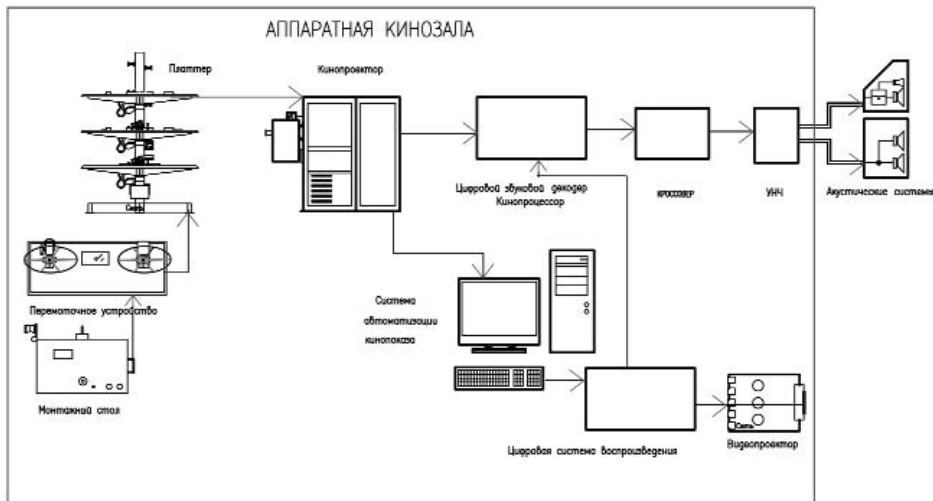 АППАРАТНАЯ КИНОЗАЛА
Платтер
Кинопроектор
Цифровой звуковой декодер
Кинопроцессор
КРОССОВЕР
УНЧ
Акустические системы
Перемоточное устройство
Система
автоматизации
кинопоказа
Монтажный стол
Сеть
Видеопроектор
Цифровая система воспроизведения